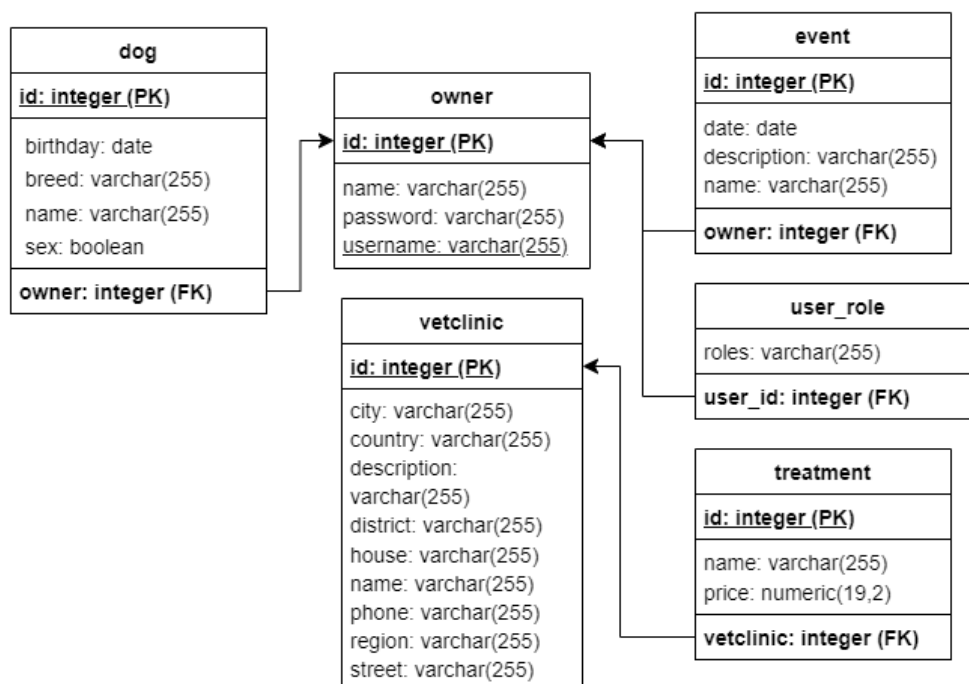 dog
id: integer (PK)
birthday: date
breed: varchar(255)
name: varchar(255)
sex: boolean
owner: integer (FK)
owner
id: integer (PK)
name: varchar(255)
password: varchar(255)
username: varchar(255)
event
id: integer (PK)
date: date
description: varchar(255)
name: varchar(255)
owner: integer (FK)
vetclinic
id: integer (PK)
city: varchar(255)
country: varchar(255)
description:
varchar(255)
district: varchar(255)
house: varchar(255)
name: varchar(255)
phone: varchar(255)
region: varchar(255)
street: varchar(255)
user_role
roles: varchar(255)
user_id: integer (FK)
treatment
id: integer (PK)
name: varchar(255)
price: numeric(19,2)
vetclinic: integer (FK)